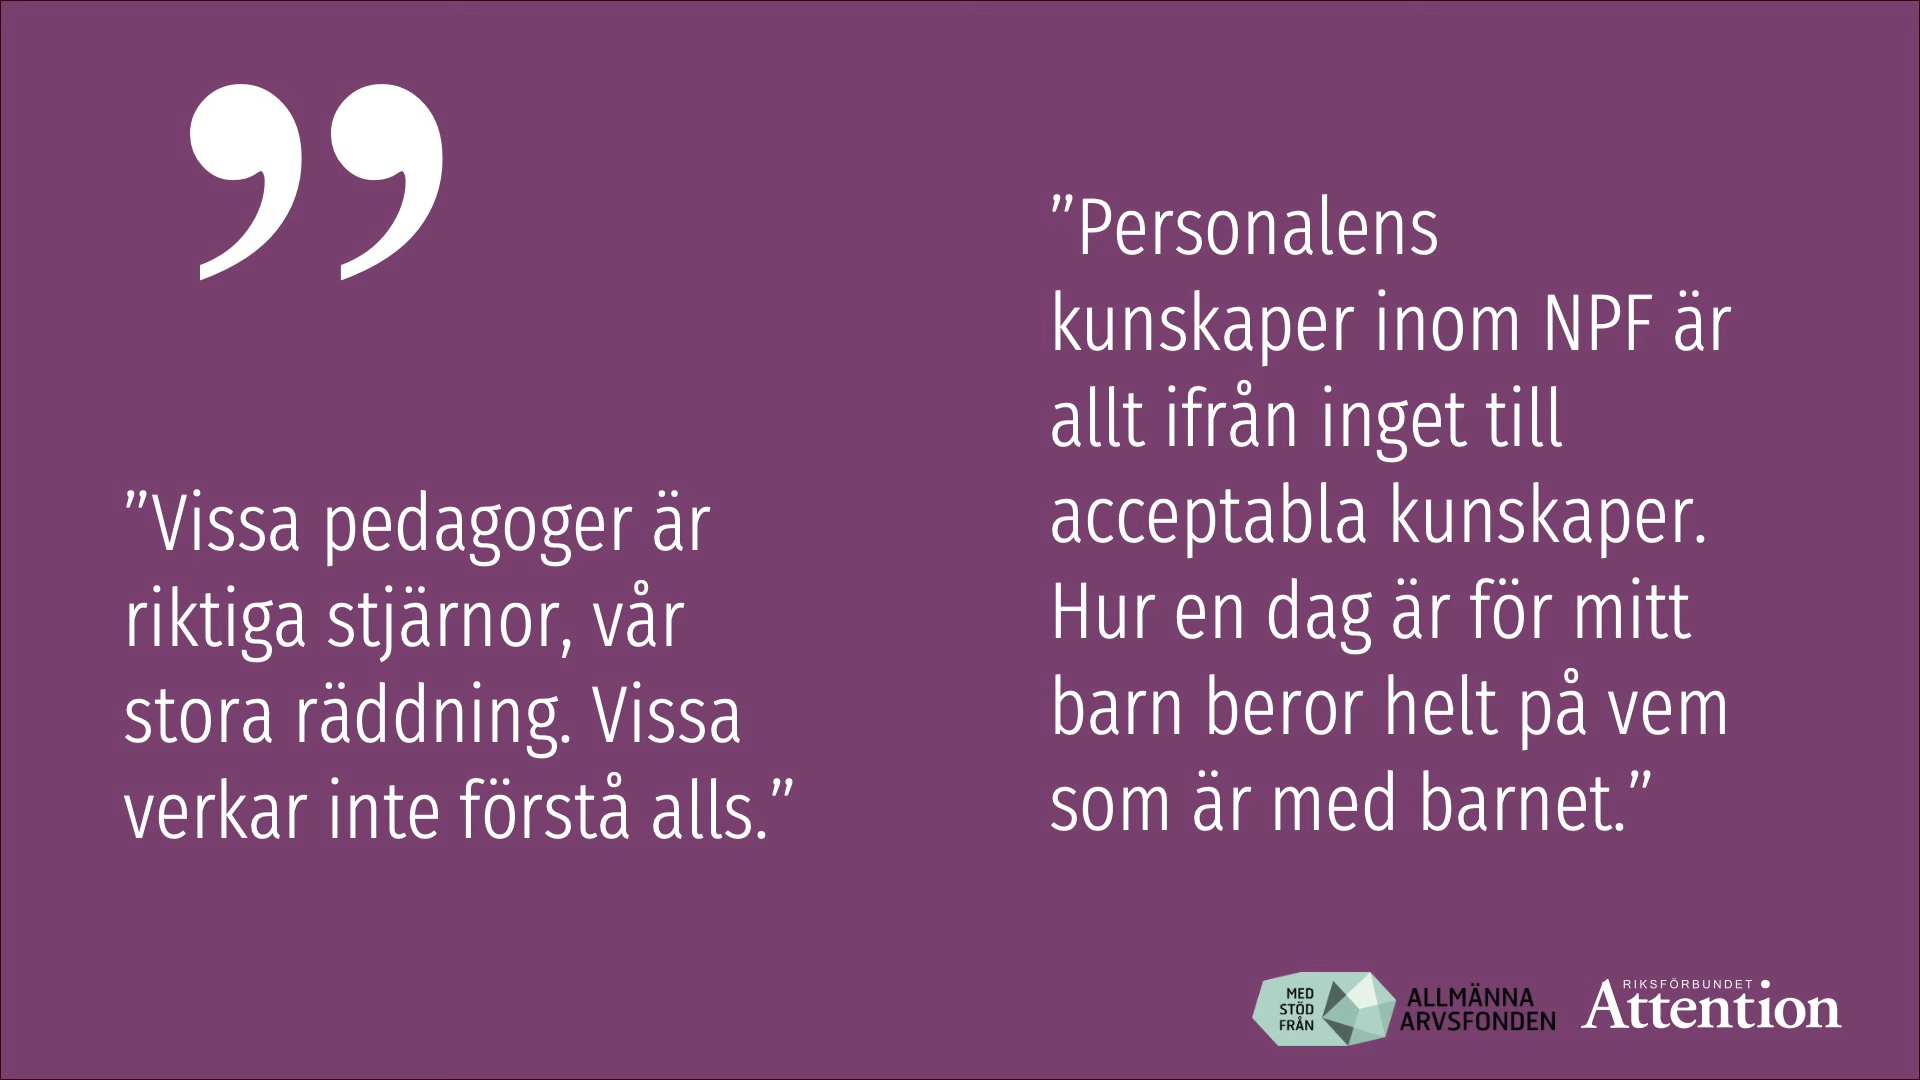 ”
”Vissa pedagoger är
riktiga stjärnor, vår
stora räddning. Vissa
verkar inte förstå alls.”
”Personalens
kunskaper inom NPF är
allt ifrån inget till
acceptabla kunskaper.
Hur en dag är för mitt
barn beror helt på vem
som är med barnet.”
MED
STÖD
FRÅN
ALLMÄNNA
ARVSFONDEN
RIKSFÖRBUNDET
Attention